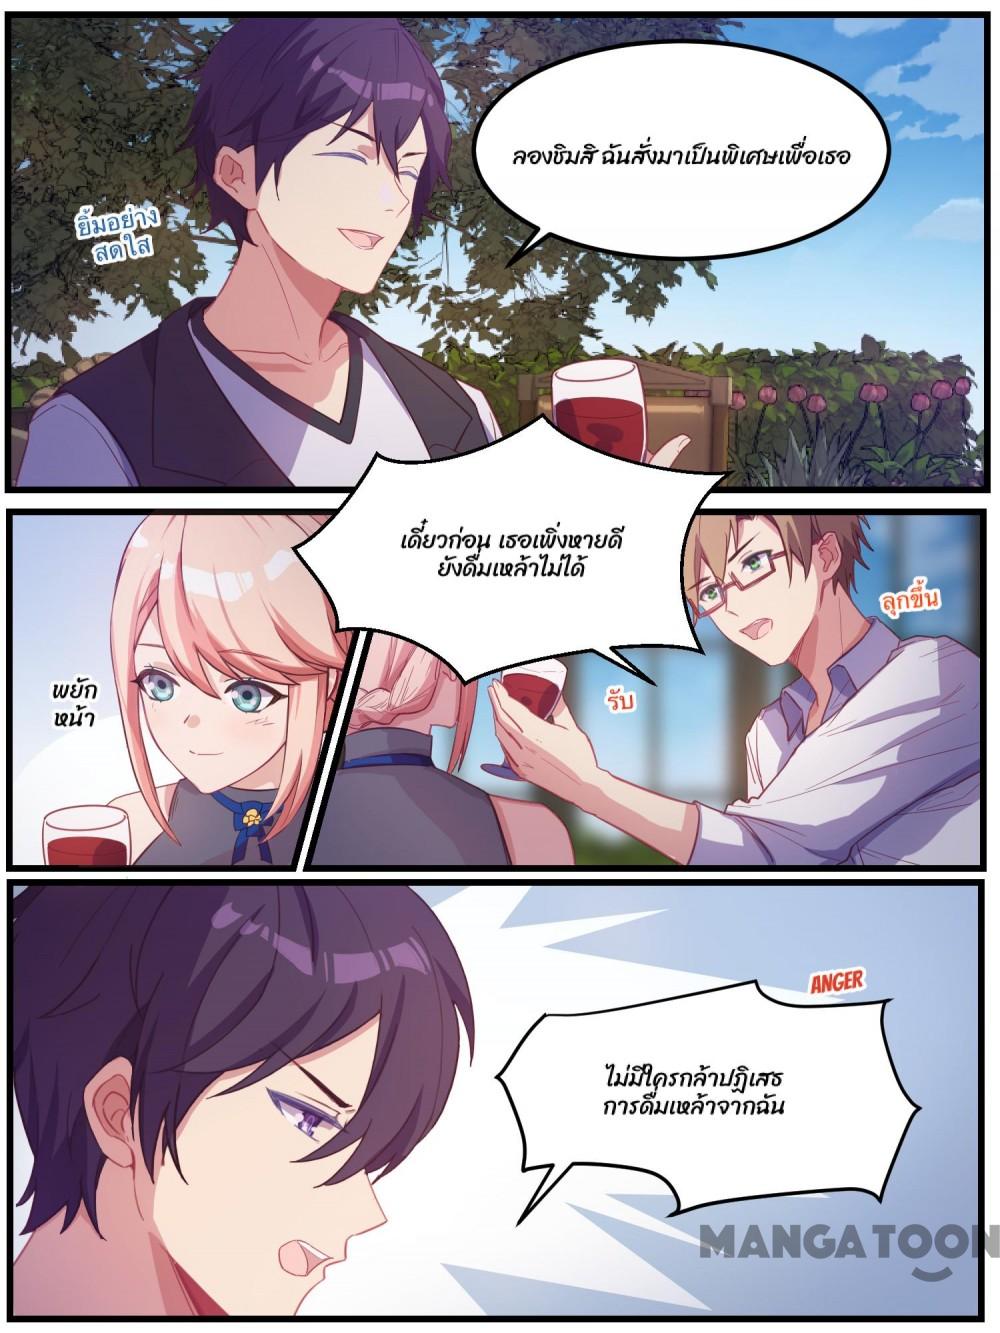 ลองชิมสิ ฉันสั่งมาเป็นพิเศษเพื่อเธอ
ยิ้มอย่าง
สดใส
เดี๋ยวก่อน เธอเพิ่งหายดี
ยังดื่มเหล้าไม่ได้
ลุกขึ้น
พยัก
หน้า
รับ
ANGER
ไม่มีใครกล้าปฏิเสธ
การดื่มเหล้าจากฉัน
MANGATOON